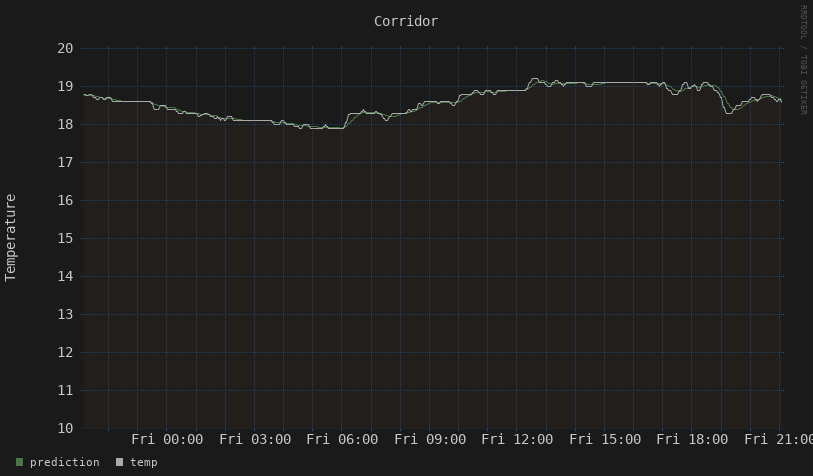 Corridor
RRDTOOL / TOBI OETIKER
Temperature
20
19
18
17
16
15
14
13
12
11
10
Fri 00:00 Fri 03:00 Fri 06:00 Fri 09:00 Fri 12:00 Fri 15:00 Fri 18:00 Fri 21:00
prediction temp